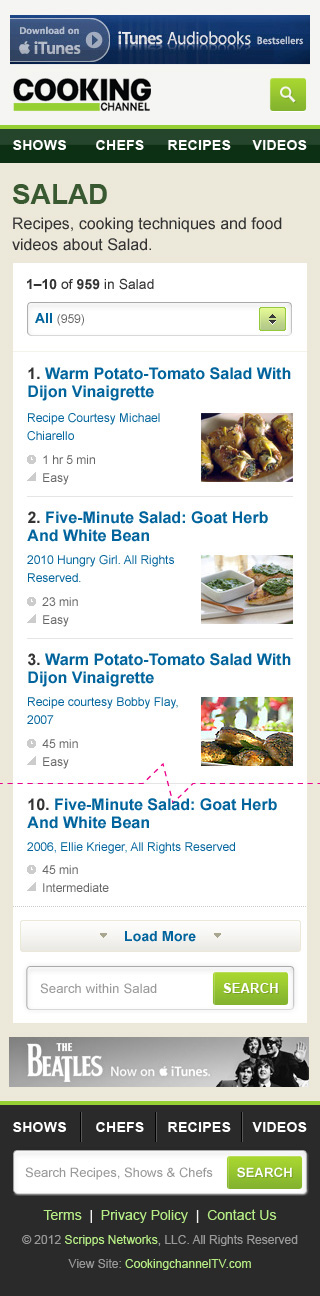 Download on
iTunes
iTunes Audiobooks Bestsellers
COOKING
CHANNEL
SHOWS CHEFS RECIPES VIDEOS
SALAD
Recipes, cooking techniques and food
videos about Salad.
1–10 of 959 in Salad
All (959)
1. Warm Potato-Tomato Salad With
Dijon Vinaigrette
Recipe Courtesy Michael
Chiarello
1 hr 5 min
Easy
2. Five-Minute Salad: Goat Herb
And White Bean
2010 Hungry Girl. All Rights
Reserved.
23 min
Easy
3. Warm Potato-Tomato Salad With
Dijon Vinaigrette
Recipe courtesy Bobby Flay,
2007
45 min
Easy
10. Five-Minute Salad: Goat Herb
And White Bean
2006, Ellie Krieger, All Rights Reserved
45 min
Intermediate
Load More
Search within Salad SEARCH
THE
BEATLES Now on iTunes.
SHOWS CHEFS RECIPES VIDEOS
Search Recipes, Shows & Chefs SEARCH
Terms | Privacy Policy | Contact Us
© 2012 Scripps Networks, LLC. All Rights Reserved
View Site: CookingchannelTV.com